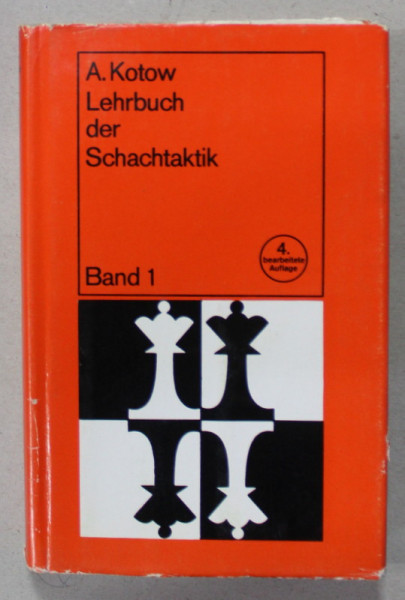 A. Kotow
Lehrbuch
der
Schachtaktik
4.
bearbeitete
Auflage
Band 1